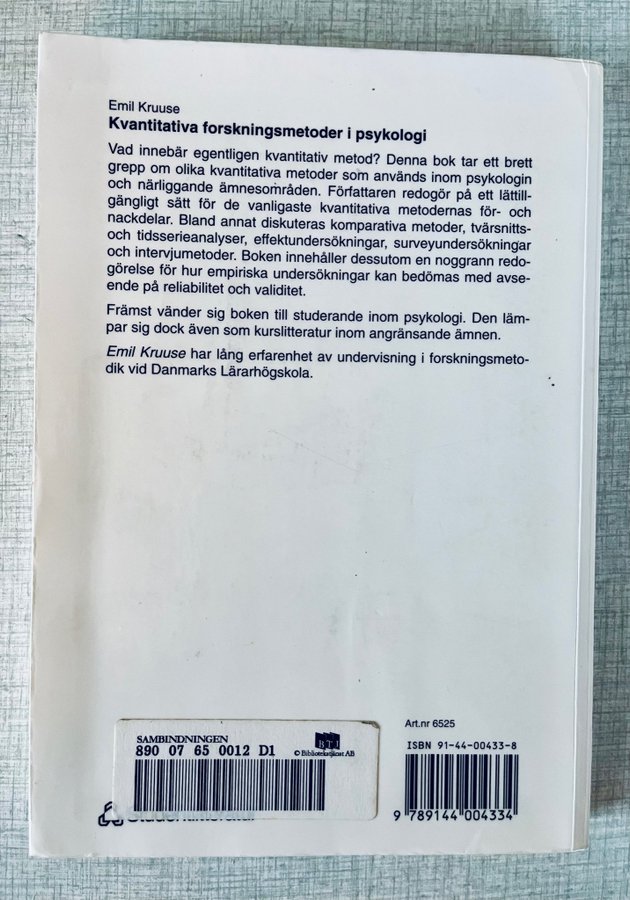 Emil Kruuse
Kvantitativa forskningsmetoder i psykologi
Vad innebär egentligen kvantitativ metod? Denna bok tar ett brett
grepp om olika kvantitativa metoder som används inom psykologin
och närliggande ämnesområden. Författaren redogör på ett lättill-
gängligt sätt för de vanligaste kvantitativa metodernas för- och
nackdelar. Bland annat diskuteras komparativa metoder, tvärsnitts-
och tidsserieanalyser, effektundersökningar, surveyundersökningar
och intervjumetoder. Boken innehåller dessutom en noggrann redo-
görelse för hur empiriska undersökningar kan bedömas med avse-
ende på reliabilitet och validitet.
Främst vänder sig boken till studerande inom psykologi. Den läm-
par sig dock även som kurslitteratur inom angränsande ämnen.
Emil Kruuse har lång erfarenhet av undervisning i forskningsmeto-
dik vid Danmarks Lärarhögskola.
SAMBINDNINGEN
890 07 65 0012 D1
BTJ
© Bibliotekstjänst AB
Studentlitteratur
Art.nr 6525
ISBN 91-44-00433-8
9 789144 004334